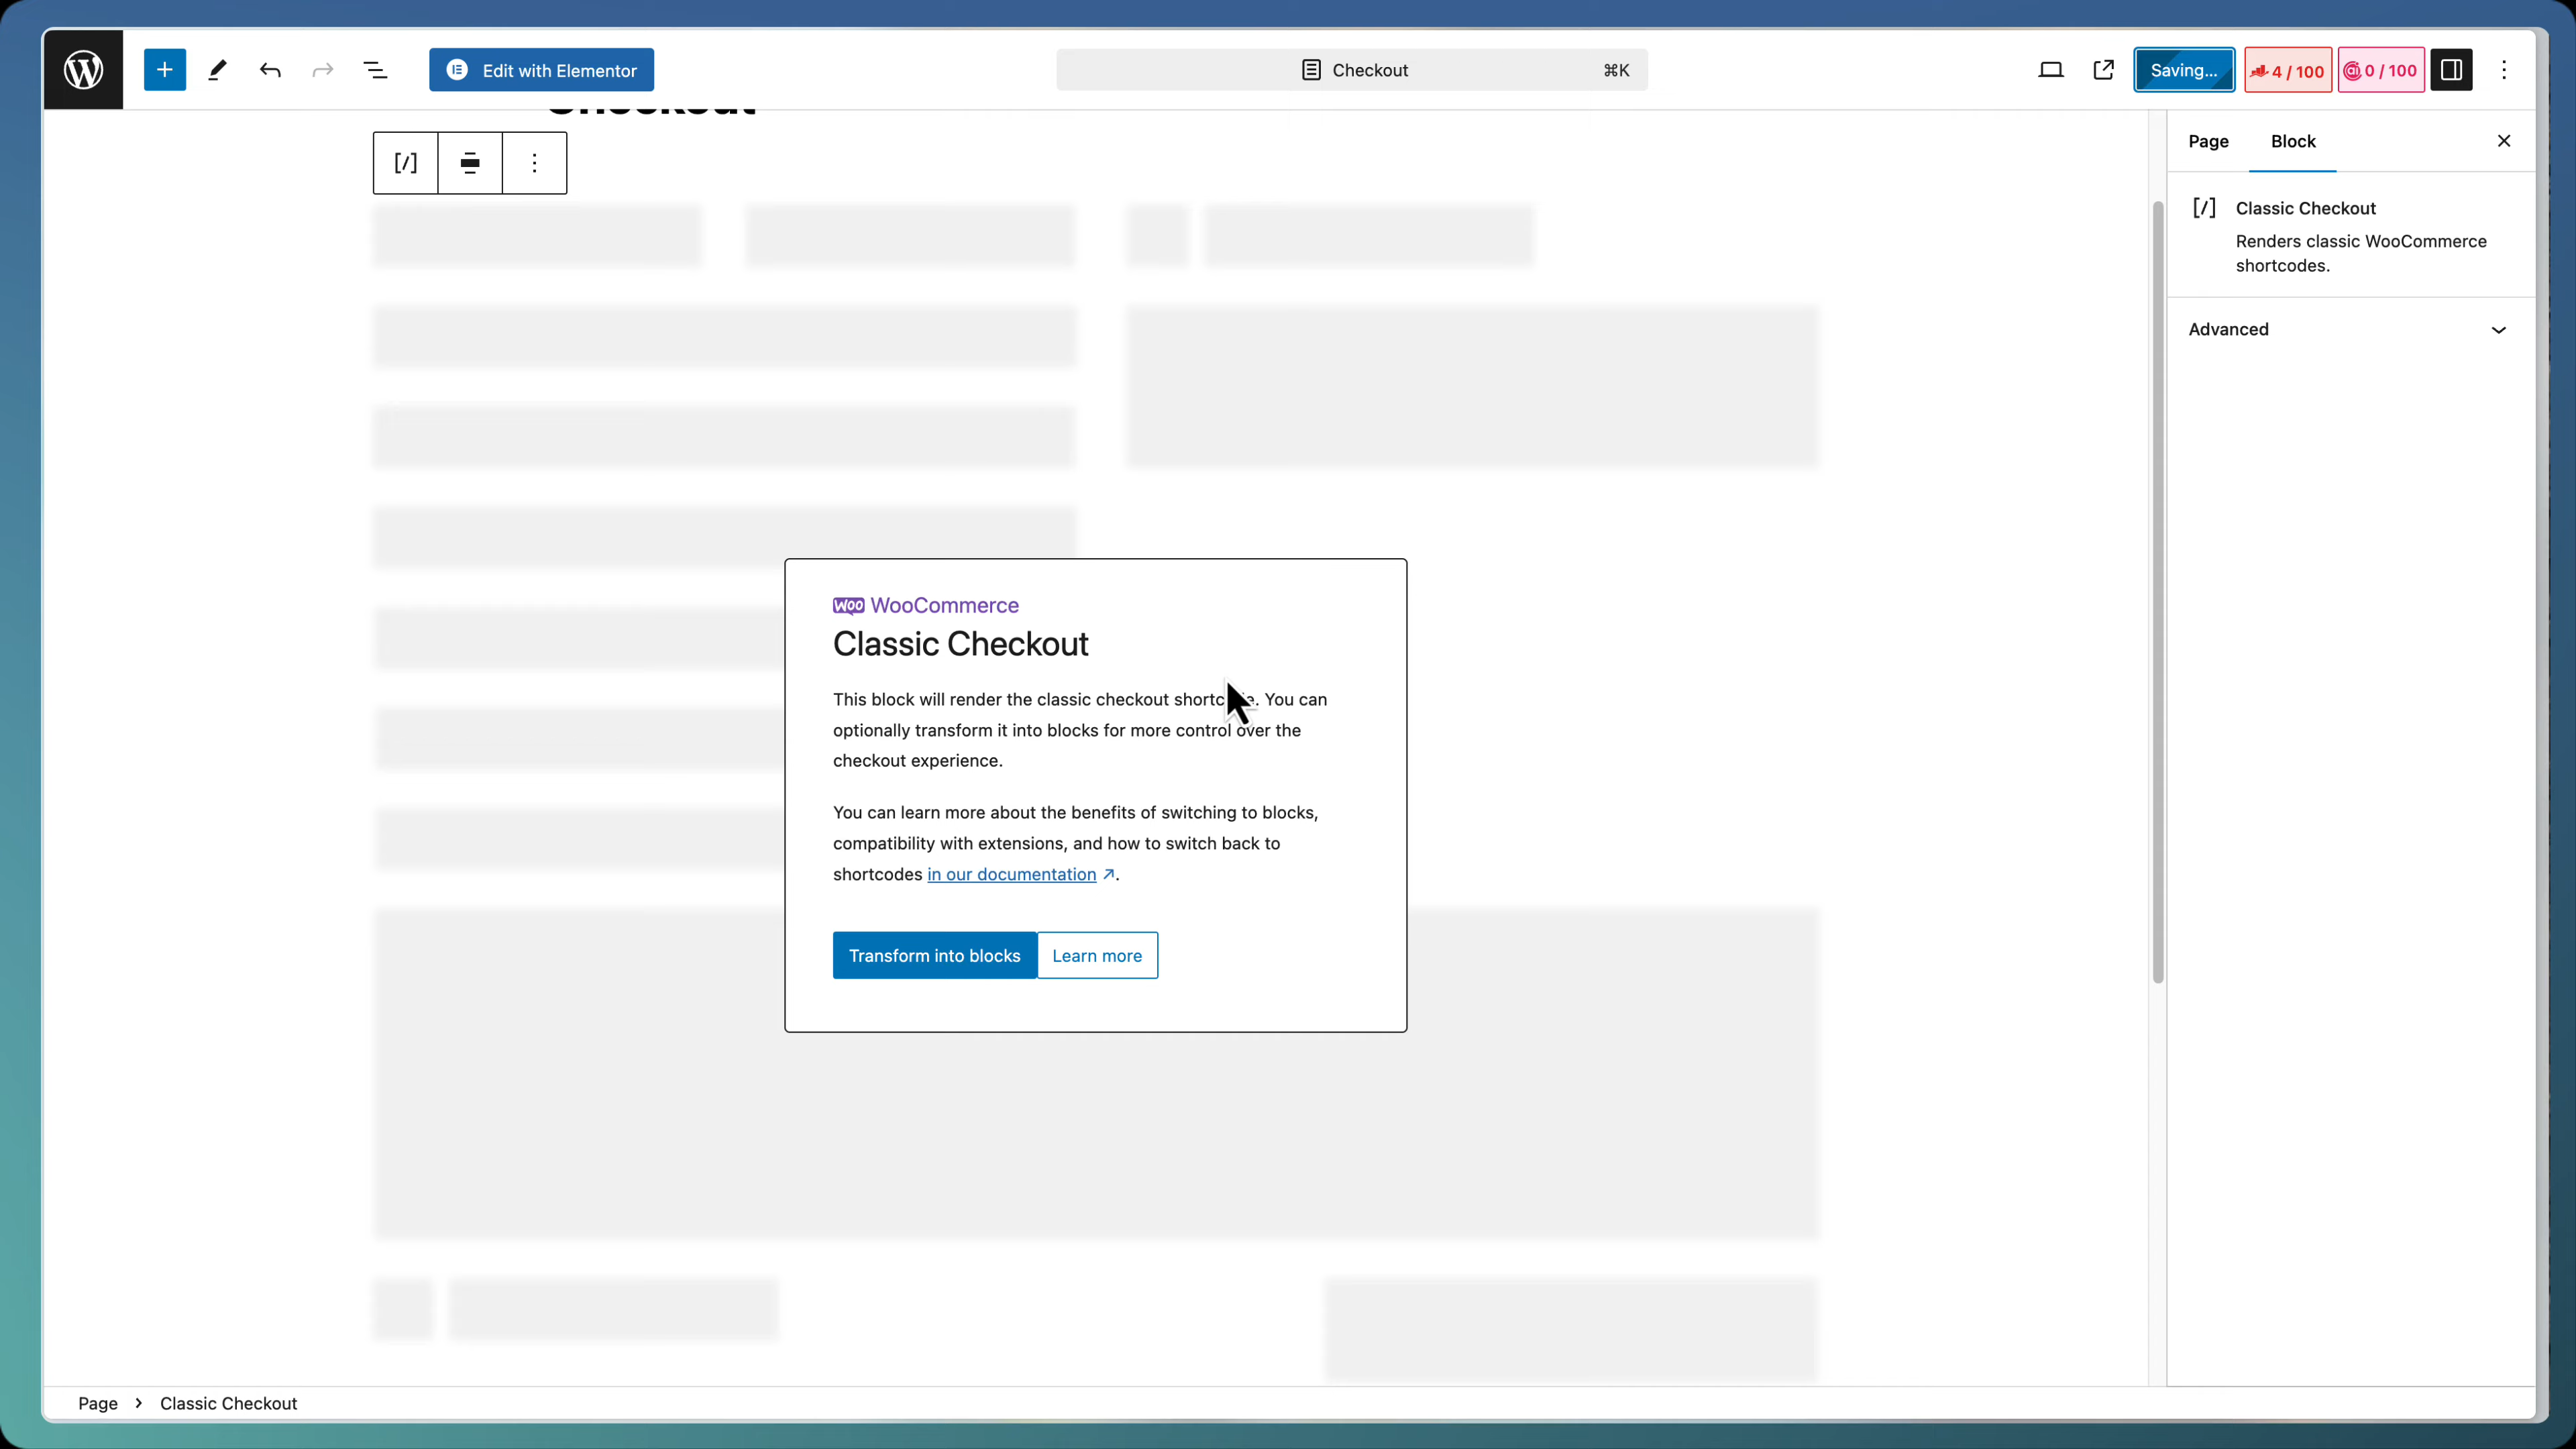 Edit with Elementor
Checkout
⌘K
Saving...
4 / 100
0 / 100
Checkout
Page
Block
Classic Checkout
Renders classic WooCommerce
shortcodes.
Advanced
Woo WooCommerce
Classic Checkout
This block will render the classic checkout You can
optionally transform it into blocks for more control over the
checkout experience.
You can learn more about the benefits of switching to blocks,
compatibility with extensions, and how to switch back to
shortcodes in our documentation ↗.
Transform into blocks
Learn more
Page › Classic Checkout